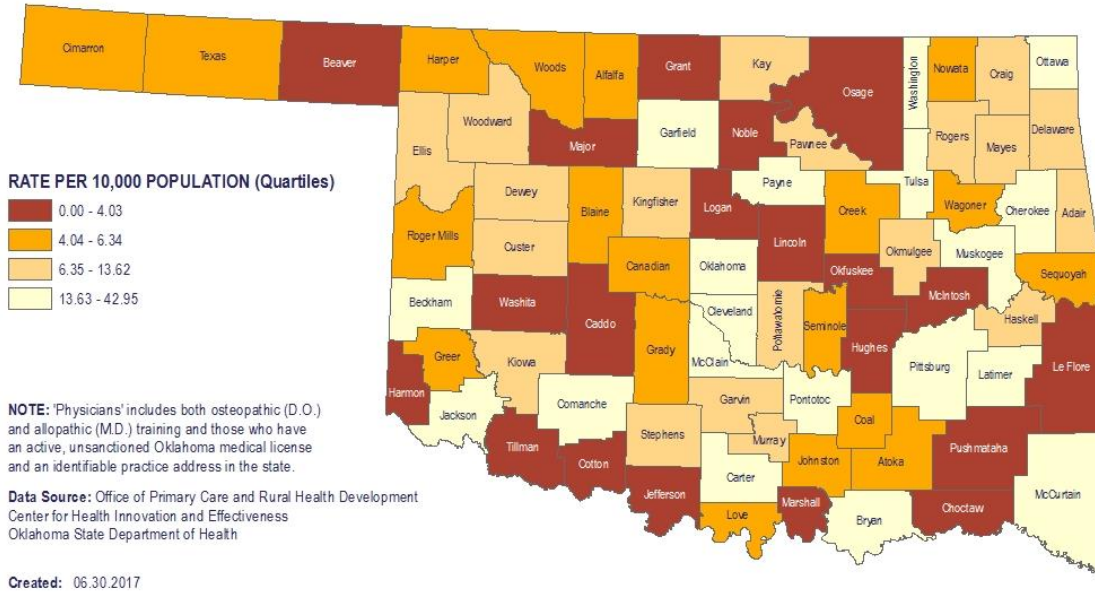 Cimarron
Texas
Beaver
Harper
Woods
Alfalfa
Grant
Kay
Osage
Washington
Nowata
Craig
Ottawa
Woodward
Ellis
Major
Garfield
Noble
Pawnee
Rogers
Mayes
Delaware
RATE PER 10,000 POPULATION (Quartiles)
0.00 - 4.03
4.04 - 6.34
6.35 - 13.62
13.63 - 42.95
Dewey
Blaine
Kingfisher
Logan
Payne
Creek
Tulsa
Wagoner
Cherokee
Adair
Roger Mills
Custer
Canadian
Oklahoma
Lincoln
Okmulgee
Muskogee
Sequoyah
Beckham
Washita
Caddo
Cleveland
Pottawatomie
Seminole
Okfuskee
McIntosh
Haskell
Greer
Kiowa
Grady
McClain
Hughes
Pittsburg
Latimer
Le Flore
Harmon
Jackson
Comanche
Garvin
Pontotoc
Coal
NOTE: 'Physicians' includes both osteopathic (D.O.)
and allopathic (M.D.) training and those who have
an active, unsanctioned Oklahoma medical license
and an identifiable practice address in the state.
Tillman
Cotton
Stephens
Murray
Johnston
Atoka
Pushmataha
Jefferson
Carter
Love
Marshall
Bryan
Choctaw
McCurtain
Data Source: Office of Primary Care and Rural Health Development
Center for Health Innovation and Effectiveness
Oklahoma State Department of Health
Created: 06.30.2017